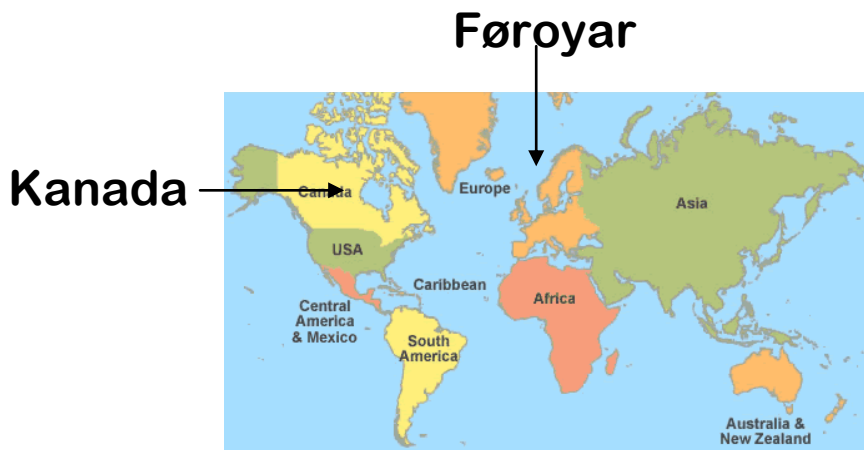 Føroyar
Kanada
Canada
Europe
Asia
USA
Caribbean
Africa
Central
America
& Mexico
South
America
Australia &
New Zealand